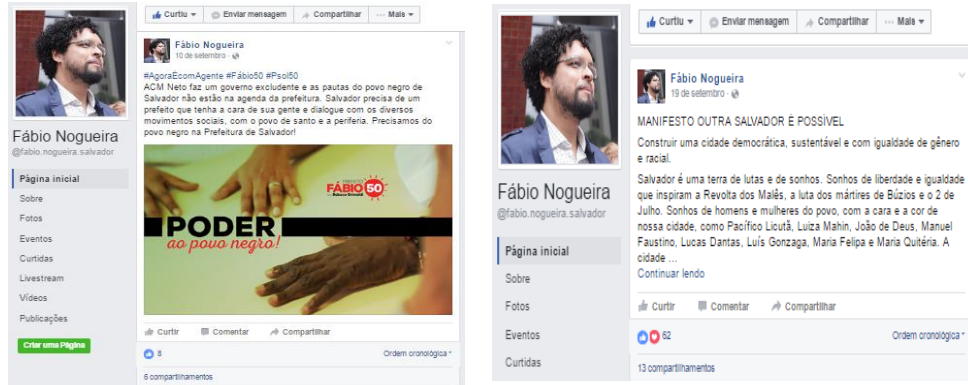 Curtiu
Enviar mensagem
Compartilhar
Mais
Fábio Nogueira
10 de setembro
#AgoraEcomAgente #Fábio50 #Psol50
ACM Neto faz um governo excludente e as pautas do povo negro de
Salvador não estão na agenda da prefeitura. Salvador precisa de um
prefeito que tenha a cara de sua gente e dialogue com os diversos
movimentos sociais, com o povo de santo e a periferia. Precisamos do
povo negro na Prefeitura de Salvador!
FÁBIO 50
PODER
ao povo negro!
Curtir
Comentar
Compartilhar
8
Ordem cronológica
6 compartilhamentos
Fábio Nogueira
@fabio.nogueira.salvador
Página inicial
Sobre
Fotos
Eventos
Curtidas
Livestream
Vídeos
Publicações
Criar uma Página
Curtiu
Enviar mensagem
Compartilhar
Mais
Fábio Nogueira
19 de setembro
MANIFESTO OUTRA SALVADOR É POSSÍVEL
Construir uma cidade democrática, sustentável e com igualdade de gênero
e racial.
Salvador é uma terra de lutas e de sonhos. Sonhos de liberdade e igualdade
que inspiram a Revolta dos Malês, a luta dos mártires de Búzios e o 2 de
Julho. Sonhos de homens e mulheres do povo, com a cara e a cor de
nossa cidade, como Pacífico Licutã, Luiza Mahin, João de Deus, Manuel
Faustino, Lucas Dantas, Luís Gonzaga, Maria Felipa e Maria Quitéria. A
cidade ...
Continuar lendo
Curtir
Comentar
Compartilhar
62
Ordem cronológica
13 compartilhamentos
Fábio Nogueira
@fabio.nogueira.salvador
Página inicial
Sobre
Fotos
Eventos
Curtidas